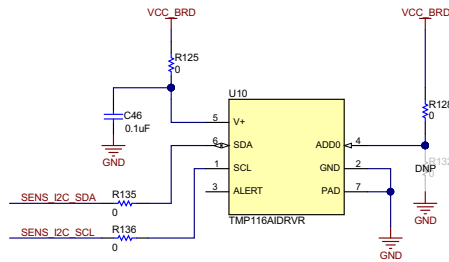 VCC_BRD
VCC_BRD
R125
0
U10
C46
0.1uF
GND
5
V+
6
SDA
1
SCL
3
ALERT
ADD0
4
GND
2
PAD
7
TMP116AIDRVR
R128
0
DNP
GND
GND
SENS_I2C_SDA
R135
0
SENS_I2C_SCL
R136
0